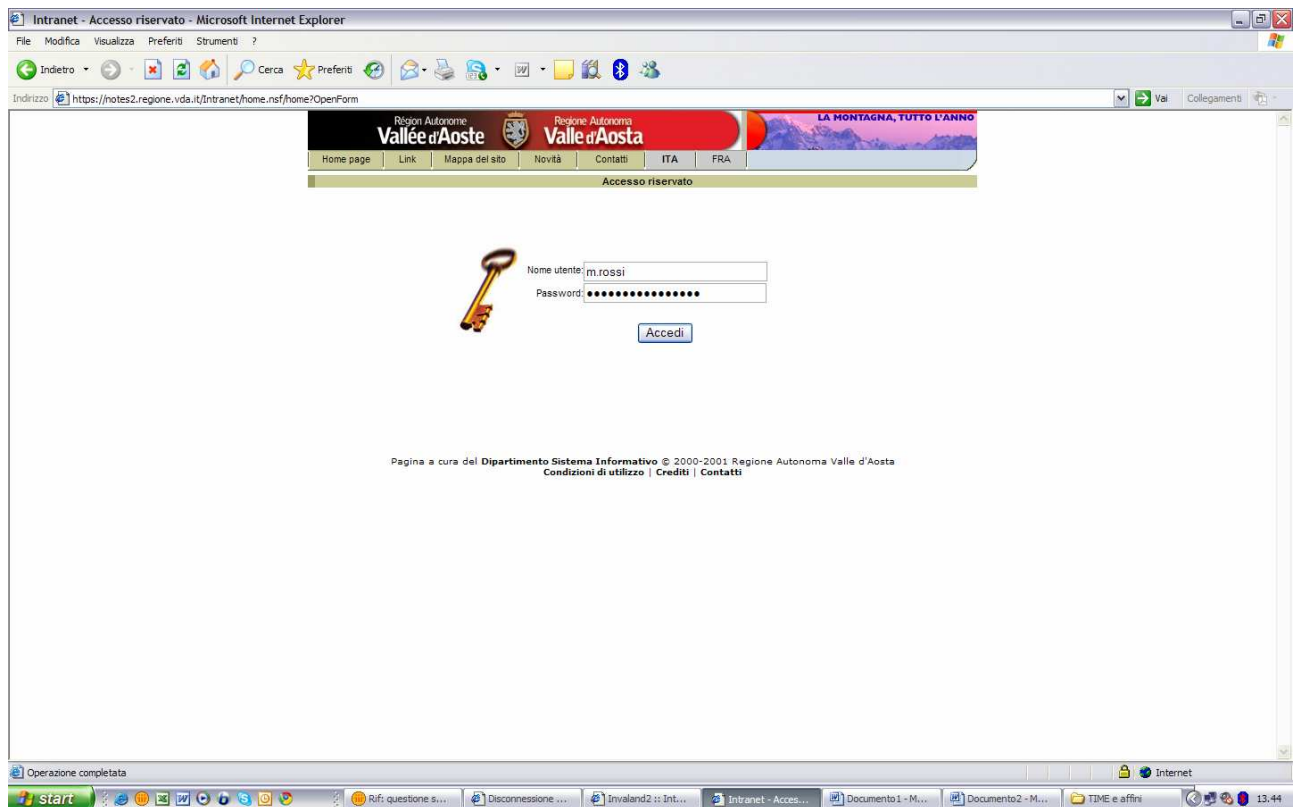 Intranet - Accesso riservato - Microsoft Internet Explorer
File Modifica Visualizza Preferiti Strumenti ?
Indietro Cerca Preferiti
Indirizzo https://notes2.regione.vda.it/Intranet/home.nsf/home?OpenForm Vai Collegamenti
Région Autonome Regione Autonoma
Vallée d'Aoste Valle d'Aosta
LA MONTAGNA, TUTTO L'ANNO
Home page Link Mappa del sito Novità Contatti ITA FRA
Accesso riservato
Nome utente: m.rossi
Password: ●●●●●●●●●●●●●●●●
Accedi
Pagina a cura del Dipartimento Sistema Informativo © 2000-2001 Regione Autonoma Valle d'Aosta
Condizioni di utilizzo | Crediti | Contatti
Operazione completata Internet
start Rif: questione s... Disconnessione ... Invaland2 :: Int... Intranet - Acces... Documento1 - M... Documento2 - M... TIME e affini 13.44